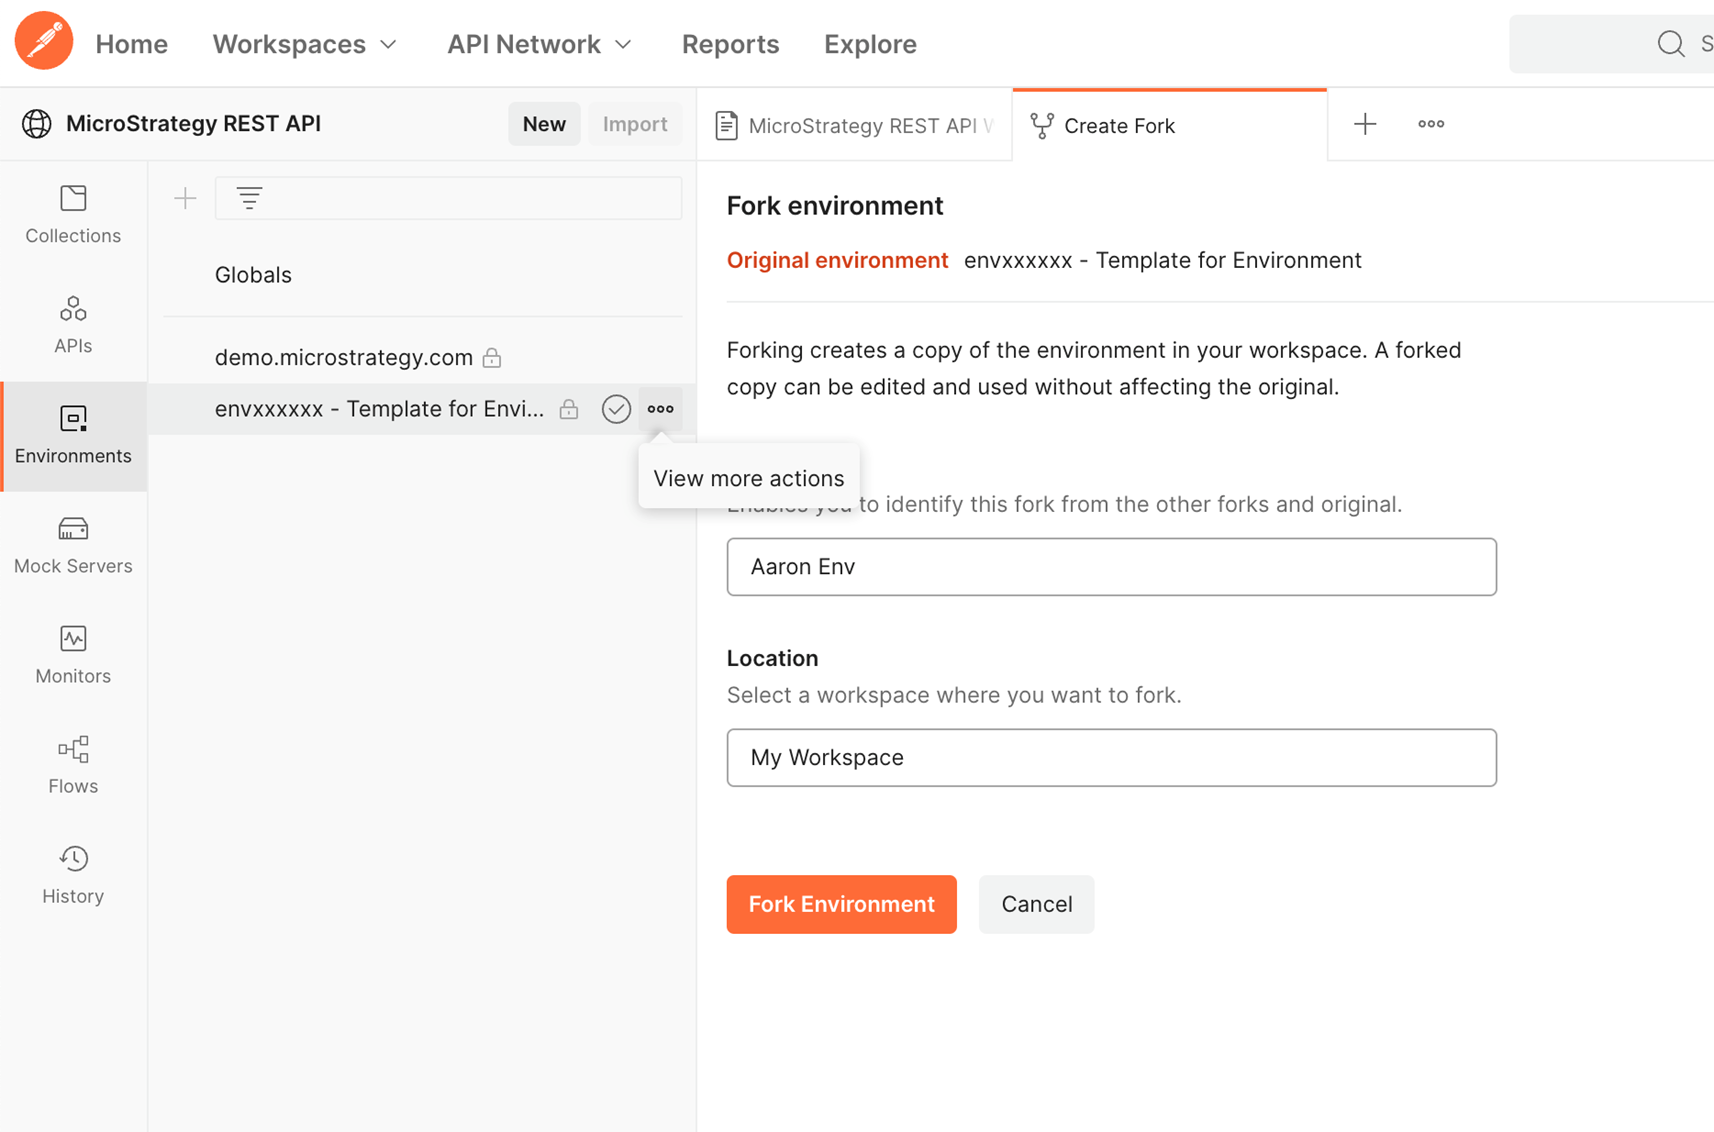 Home
Workspaces
API Network
Reports
Explore
MicroStrategy REST API
New
Import
MicroStrategy REST API
Create Fork
Collections
APIs
Environments
Mock Servers
Monitors
Flows
History
Globals
demo.microstrategy.com
envxxxxxx - Template for Envi...
View more actions
Fork environment
Original environment envxxxxxx - Template for Environment
Forking creates a copy of the environment in your workspace. A forked
copy can be edited and used without affecting the original.
Enables you to identify this fork from the other forks and original.
Aaron Env
Location
Select a workspace where you want to fork.
My Workspace
Fork Environment
Cancel